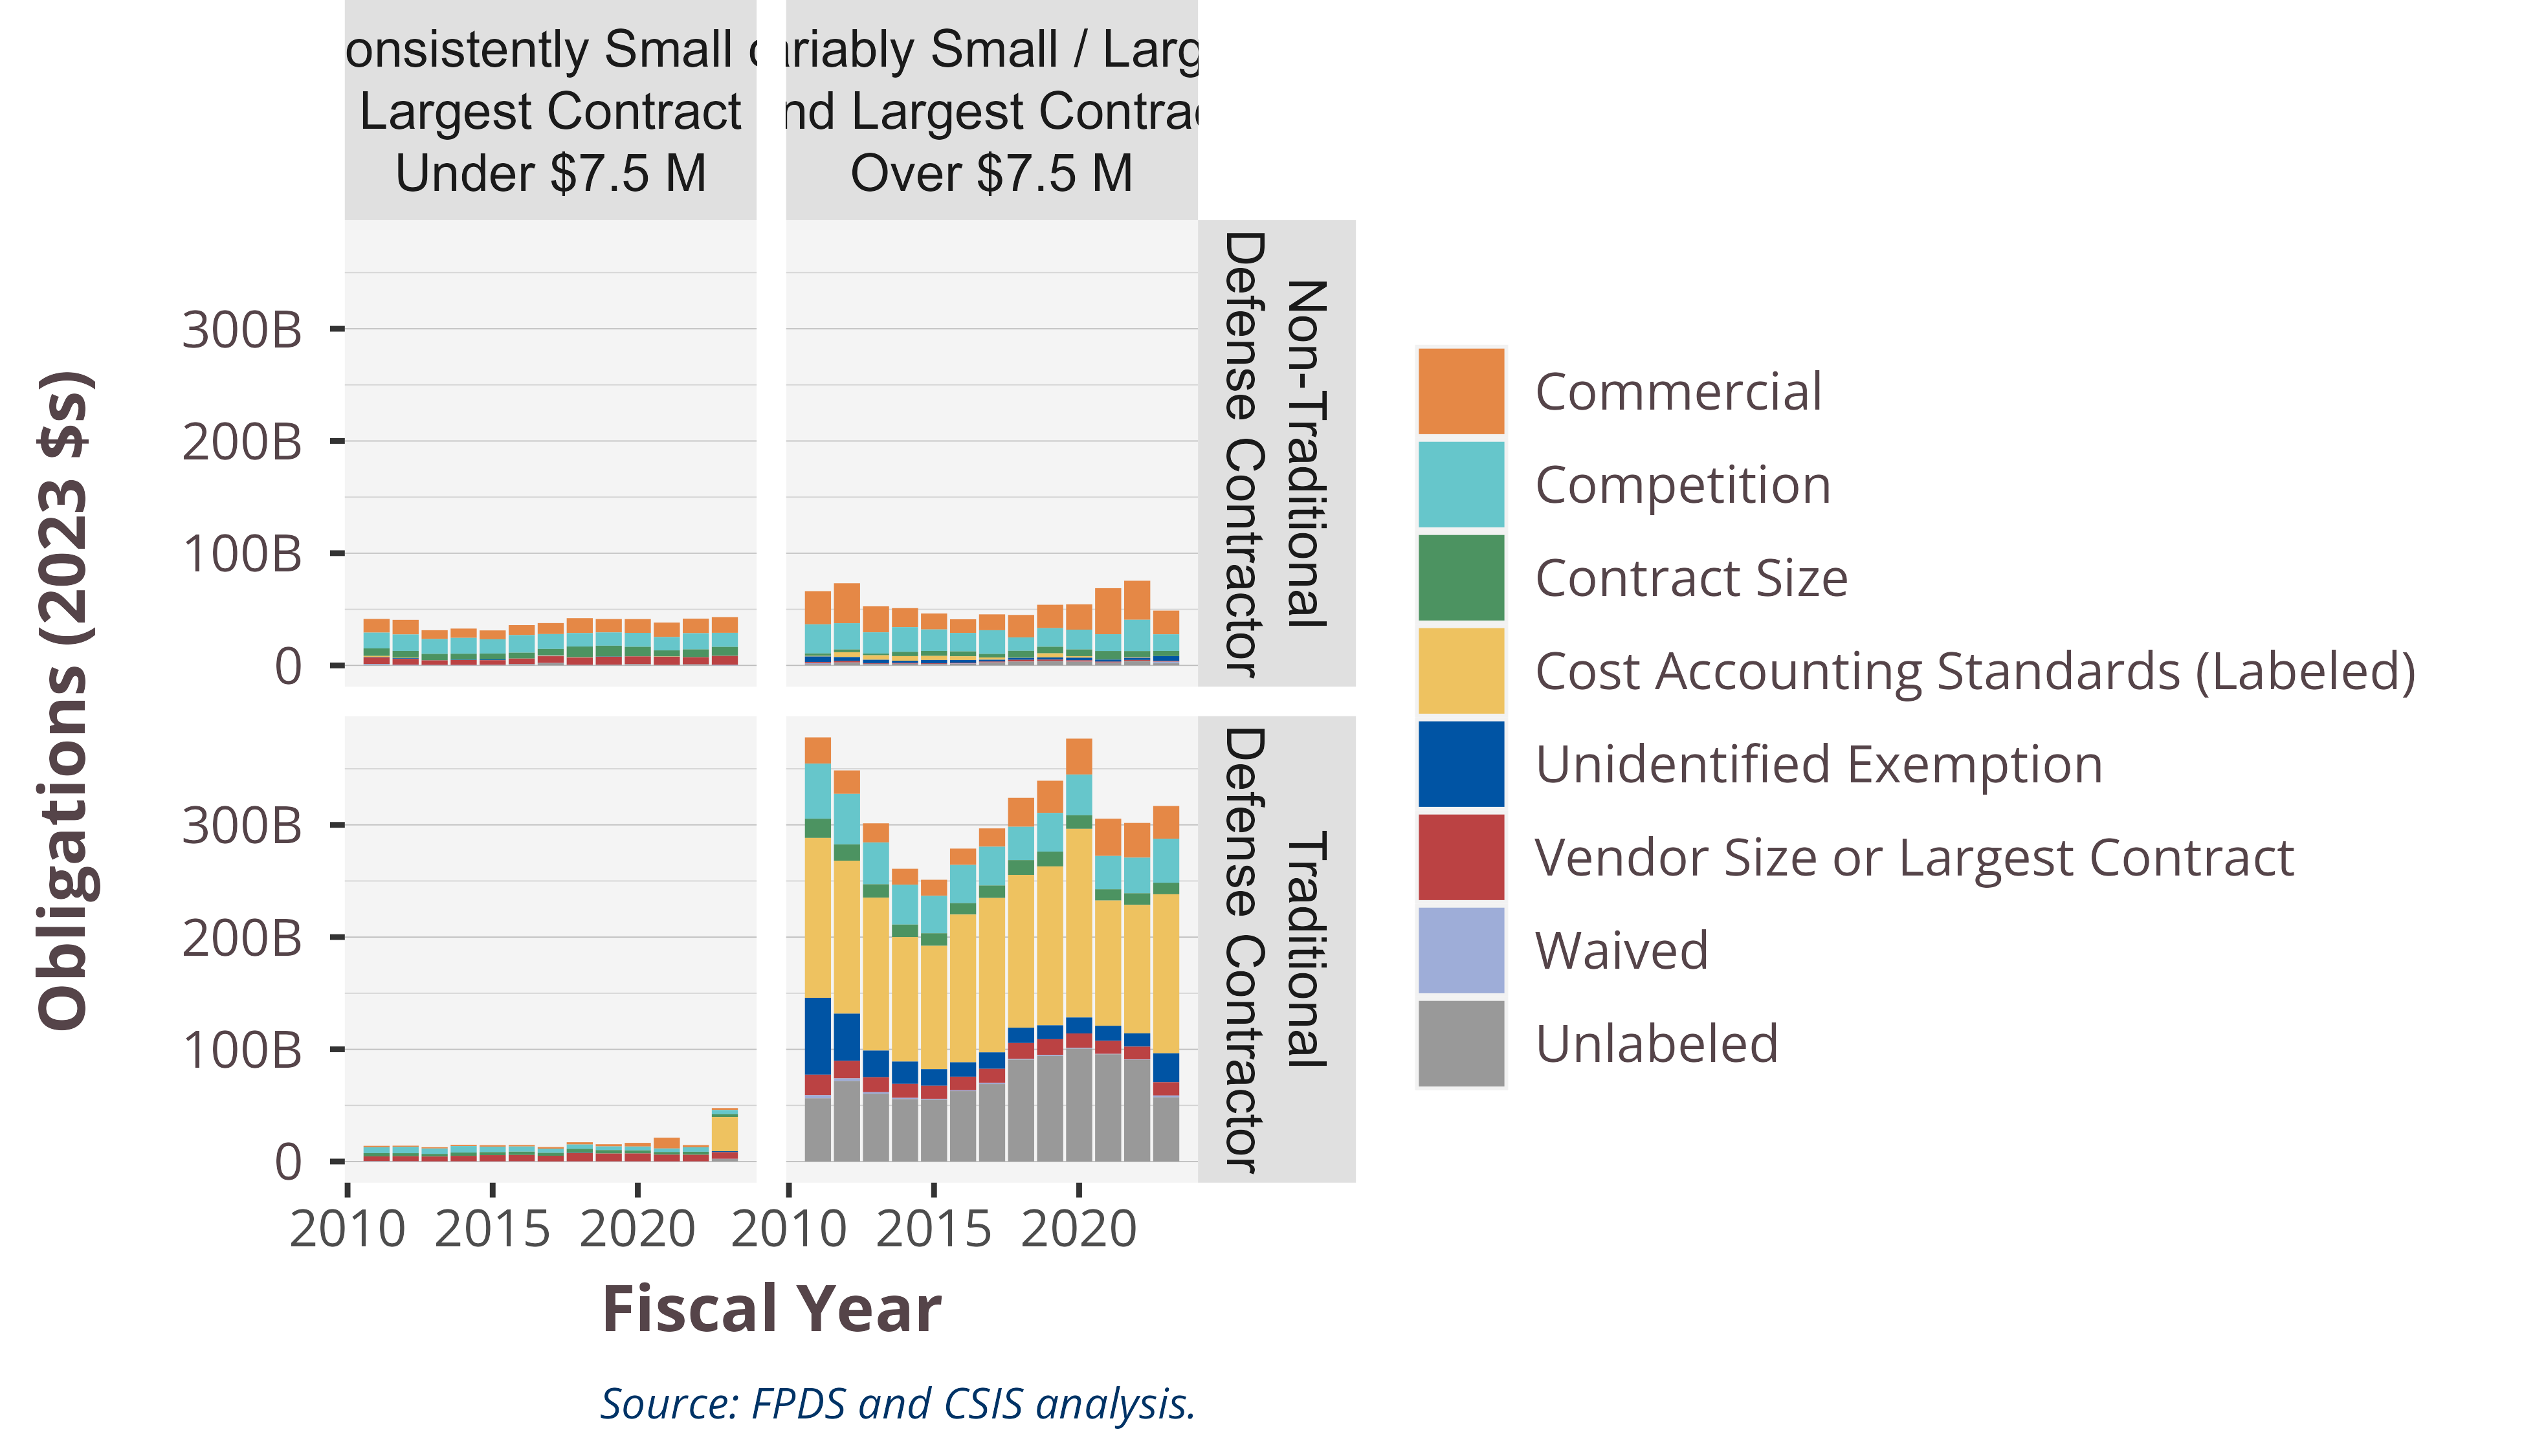 onsistently Small
Largest Contract
Under $7.5 M
riably Small / Larg
nd Largest Contrac
Over $7.5 M
Non-Traditional
Defense Contractor
Traditional
Defense Contractor
Obligations (2023 $s)
300B
200B
100B
0
300B
200B
100B
0
2010 2015 2020 2010 2015 2020
Fiscal Year
Commercial
Competition
Contract Size
Cost Accounting Standards (Labeled)
Unidentified Exemption
Vendor Size or Largest Contract
Waived
Unlabeled
Source: FPDS and CSIS analysis.